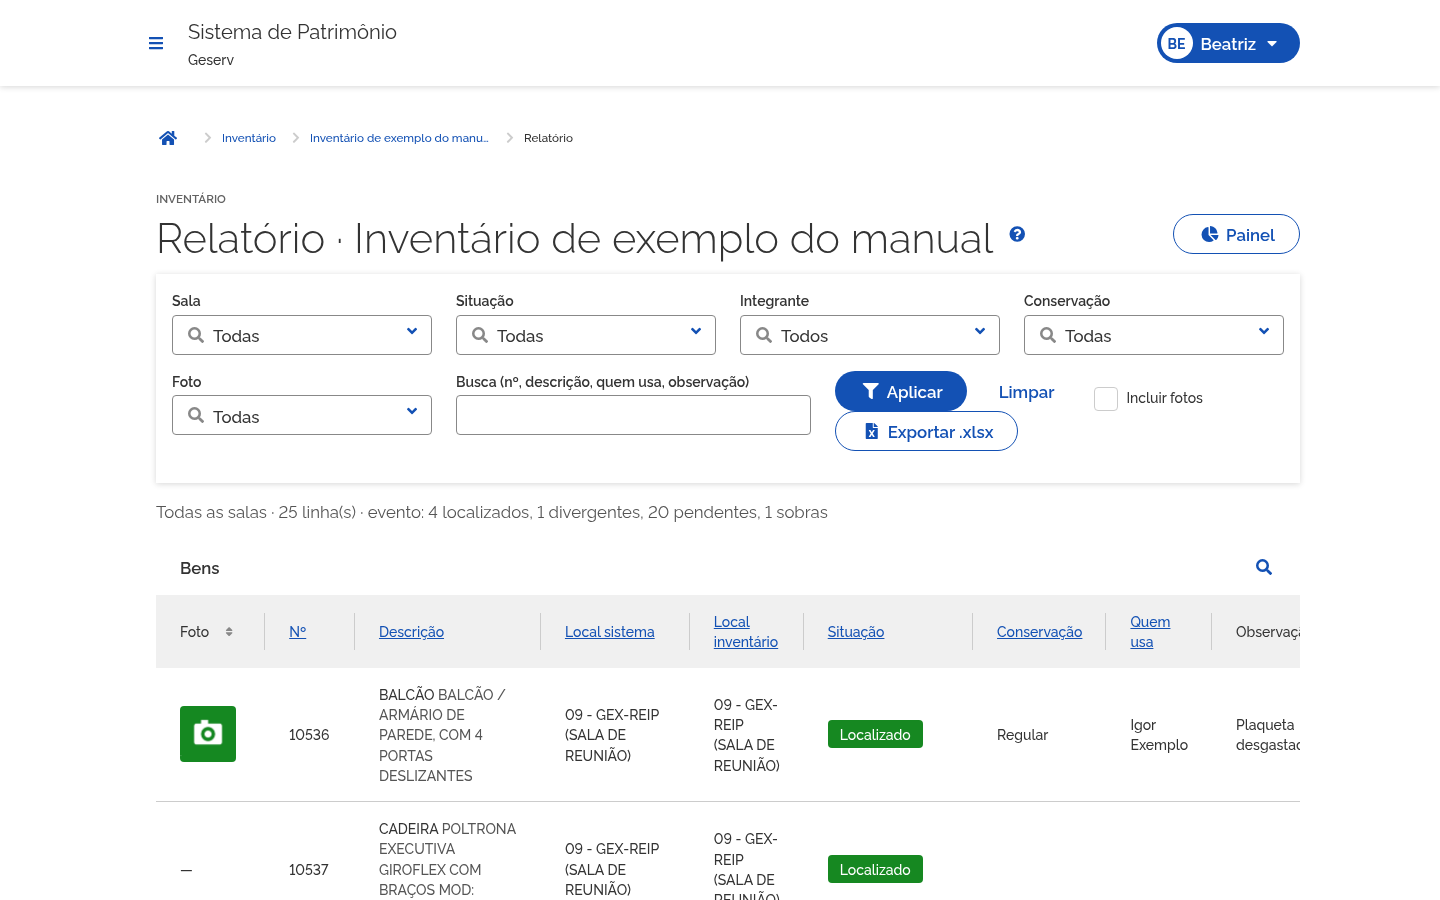 Sistema de Patrimônio
Geserv
BE Beatriz
Inventário
Inventário de exemplo do manu...
Relatório
INVENTÁRIO
Relatório · Inventário de exemplo do manual
Painel
Sala
Situação
Integrante
Conservação
Todas
Todas
Todos
Todas
Foto
Busca (nº, descrição, quem usa, observação)
Todas
Aplicar
Limpar
Incluir fotos
Exportar .xlsx
Todas as salas · 25 linha(s) · evento: 4 localizados, 1 divergentes, 20 pendentes, 1 sobras
Bens
Foto
Nº
Descrição
Local sistema
Local
inventário
Situação
Conservação
Quem
usa
10536
BALCÃO BALCÃO /
ARMÁRIO DE
PAREDE, COM 4
PORTAS
DESLIZANTES
09 - GEX-REIP
(SALA DE
REUNIÃO)
09 - GEX-
REIP
(SALA DE
REUNIÃO)
Localizado
Regular
Igor
Exemplo
Plaqueta
—
10537
CADEIRA POLTRONA
EXECUTIVA
GIROFLEX COM
BRAÇOS MOD:
09 - GEX-REIP
(SALA DE
REUNIÃO)
09 - GEX-
REIP
(SALA DE
REUNIÃO)
Localizado